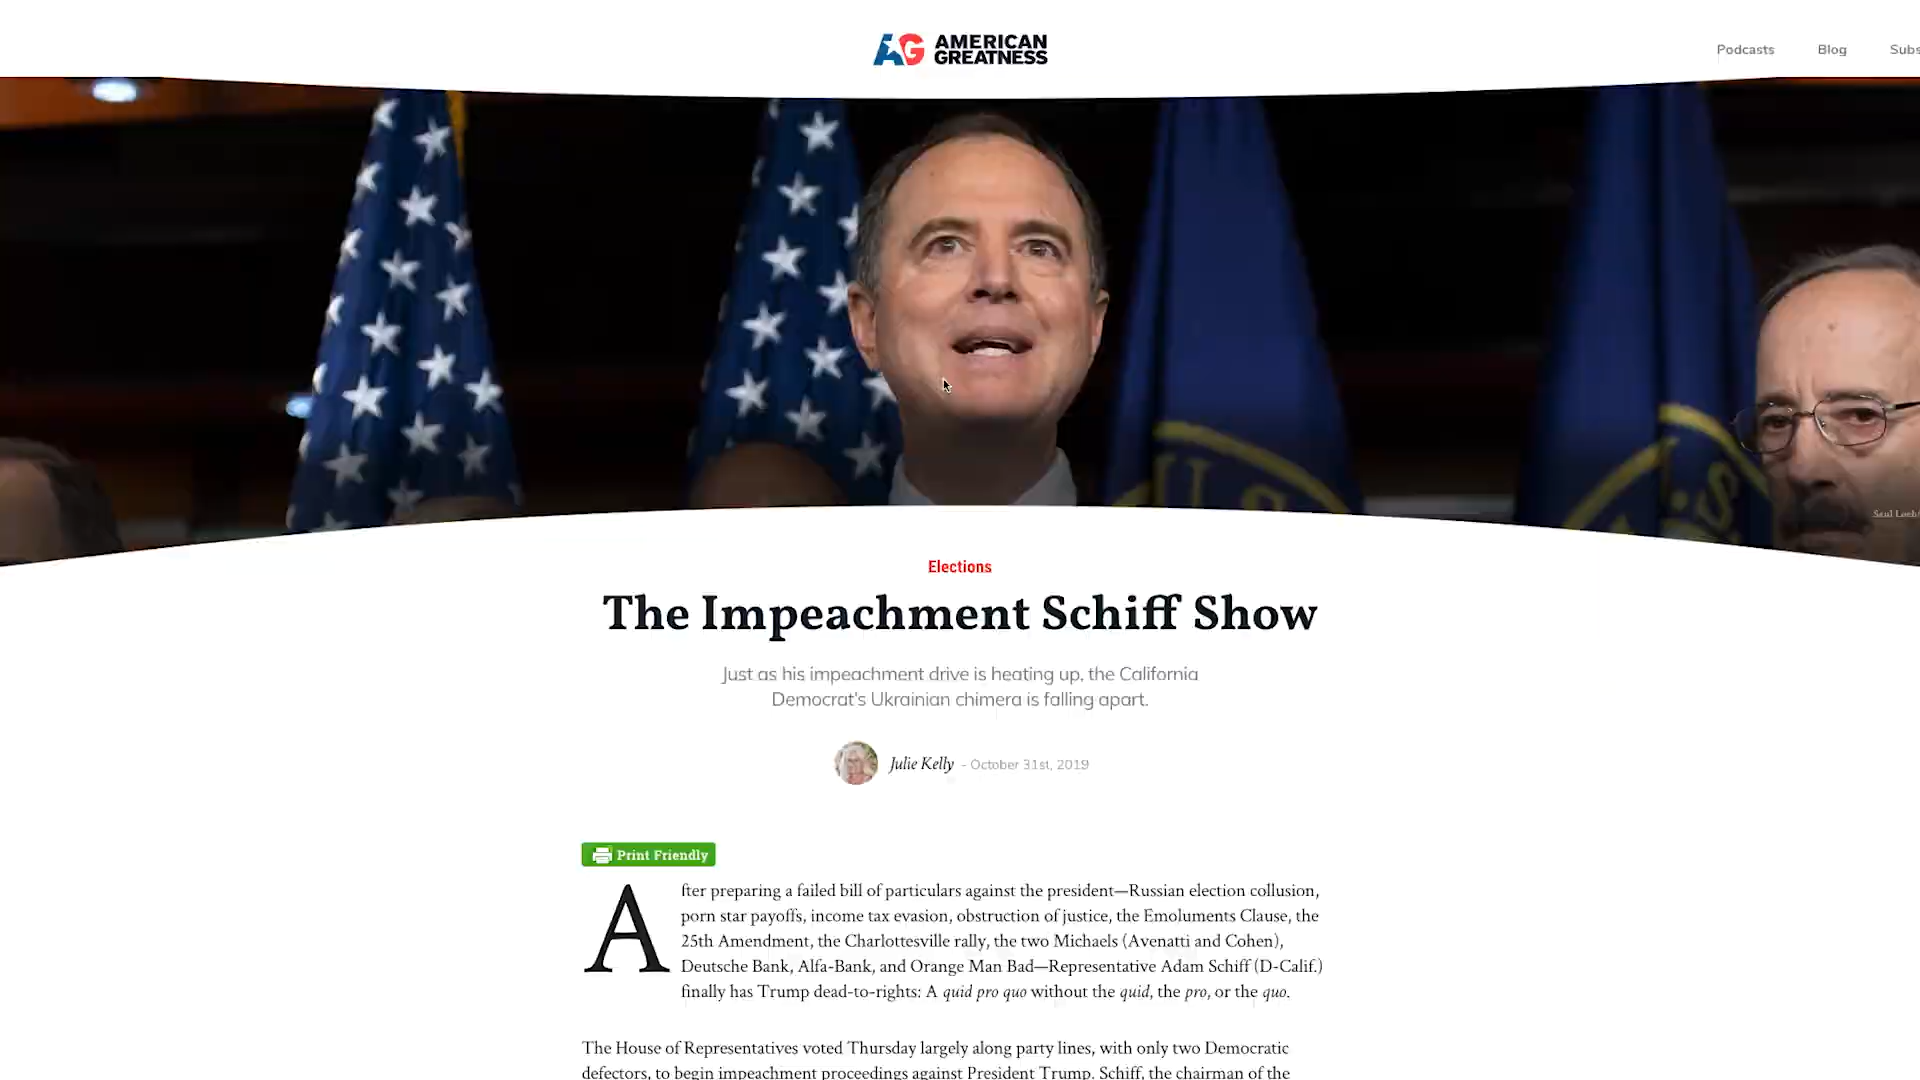 AG AMERICAN
GREATNESS
Podcasts Blog
Elections
The Impeachment Schiff Show
Just as his impeachment drive is heating up, the California
Democrat's Ukrainian chimera is falling apart.
Julie Kelly - October 31st, 2019
Print Friendly
After preparing a failed bill of particulars against the president—Russian election collusion,
porn star payoffs, income tax evasion, obstruction of justice, the Emoluments Clause, the
25th Amendment, the Charlottesville rally, the two Michaels (Avenatti and Cohen),
Deutsche Bank, Alfa-Bank, and Orange Man Bad—Representative Adam Schiff (D-Calif.)
finally has Trump dead-to-rights: A quid pro quo without the quid, the pro, or the quo.
The House of Representatives voted Thursday largely along party lines, with only two Democratic
defectors, to begin impeachment proceedings against President Trump. Schiff, the chairman of the